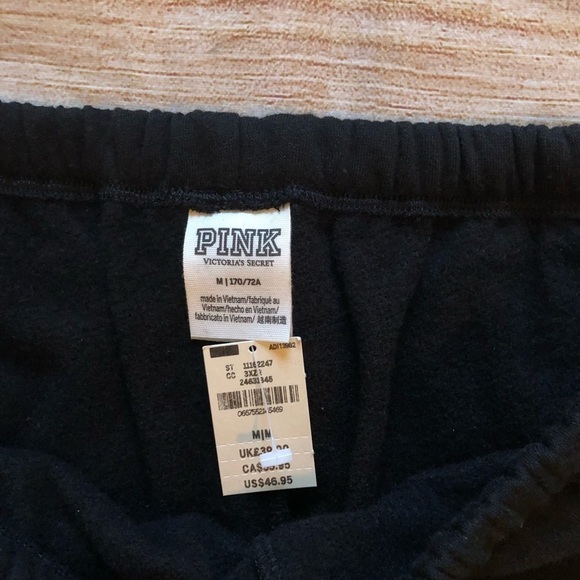 PINK
VICTORIA'S SECRET
M | 170/72A
made in Vietnam/fabriqué au
Vietnam/hecho en Vietnam/
fabbricato in Vietnam/ 越南制造
ADI13982
ST
CC
M|M
US$46.95